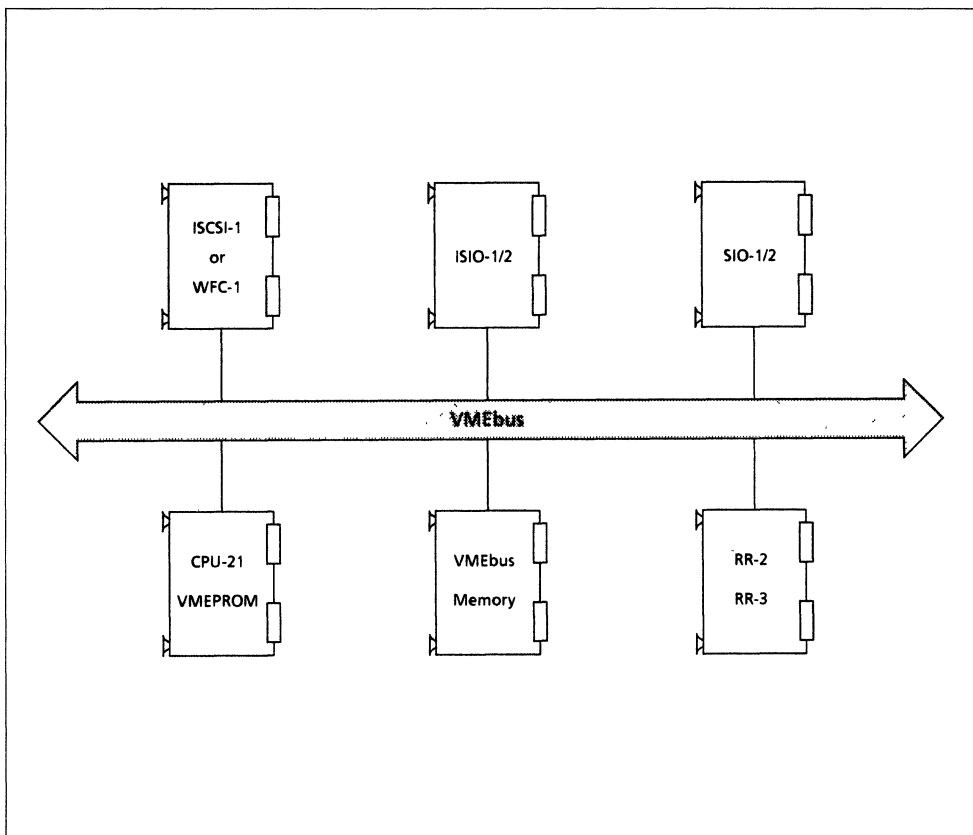 ISCSI-1
or
WFC-1
ISIO-1/2
SIO-1/2
VMEbus
CPU-21
VMEPROM
VMEbus
Memory
RR-2
RR-3